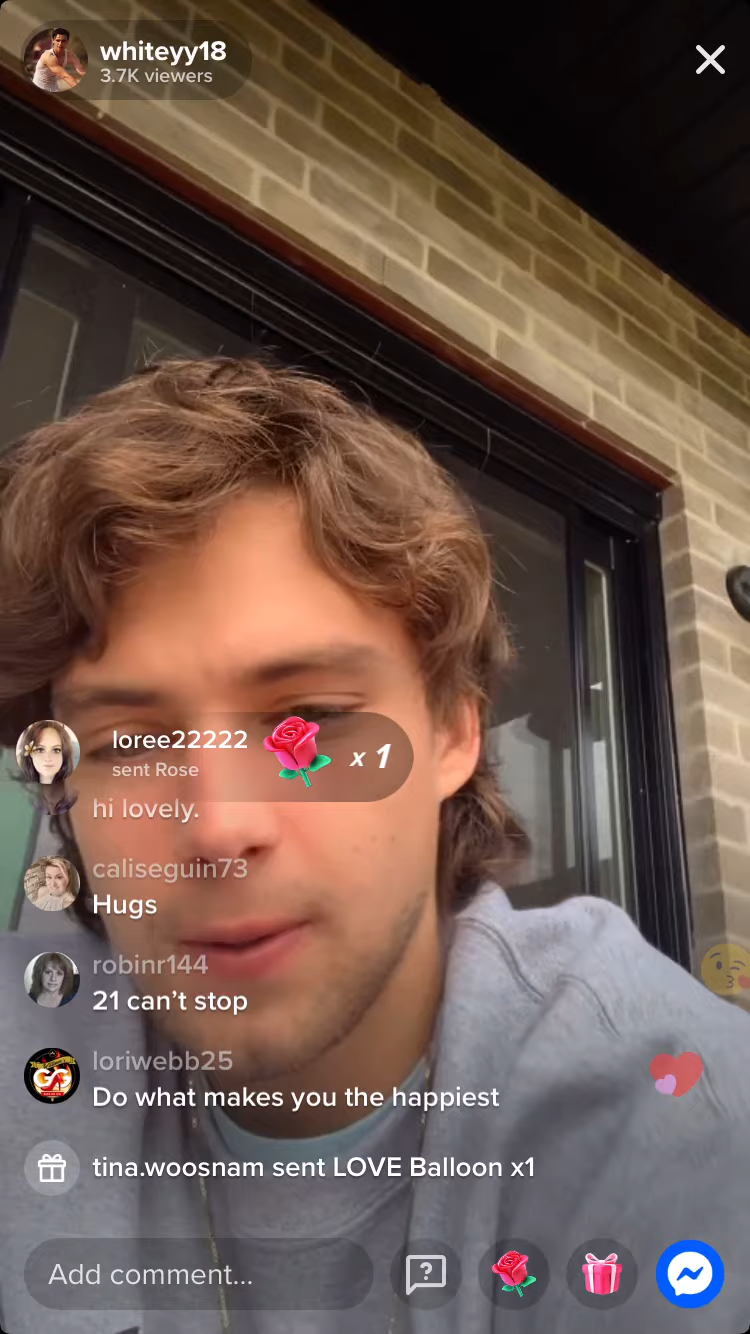 whiteyy18
3.7K viewers
loree22222
sent Rose
x 1
hi lovely.
caliseguin73
Hugs
robinr144
21 can’t stop
loriwebb25
Do what makes you the happiest
tina.woosnam sent LOVE Balloon x1
Add comment...
?